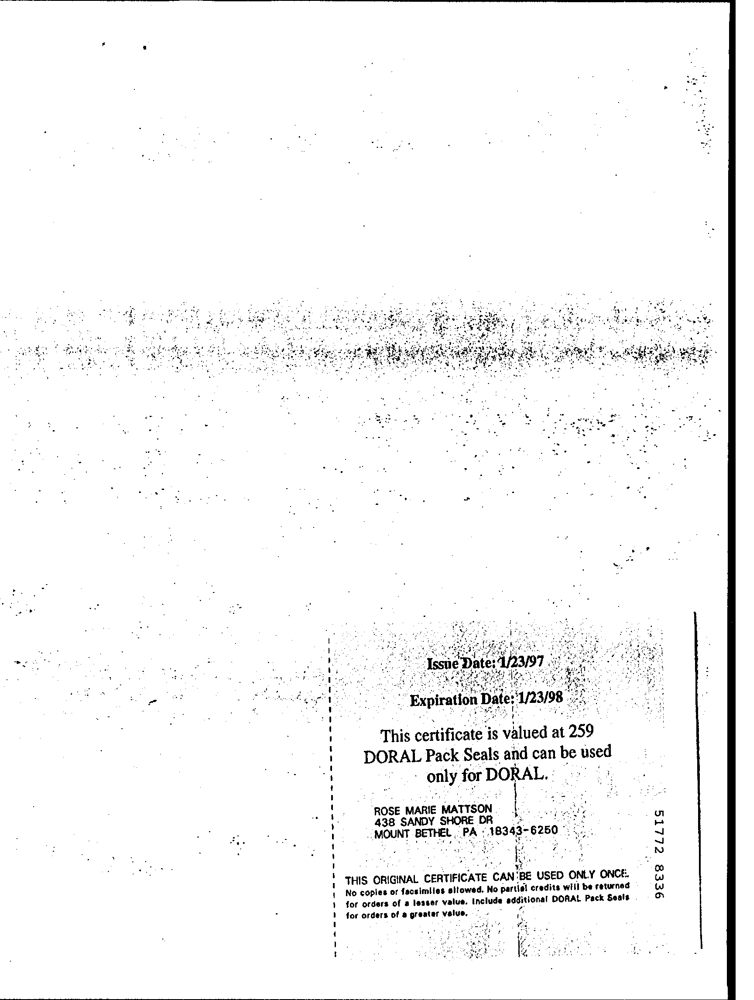 Issue Date: 1/23/97
Expiration Date: 1/23/98
This certificate is valued at 259
DORAL Pack Seals and can be used
only for DORAL.
ROSE MARIE MATTSON
438 SANDY SHORE DR
MOUNT BETHEL PA 18343-6250
THIS ORIGINAL CERTIFICATE CAN BE USED ONLY ONCE.
No copies or facsimiles allowed. No partial credits will be returned
for orders of a lesser value. Include additional DORAL Pack Seals
for orders of a greater value.
51772 8336